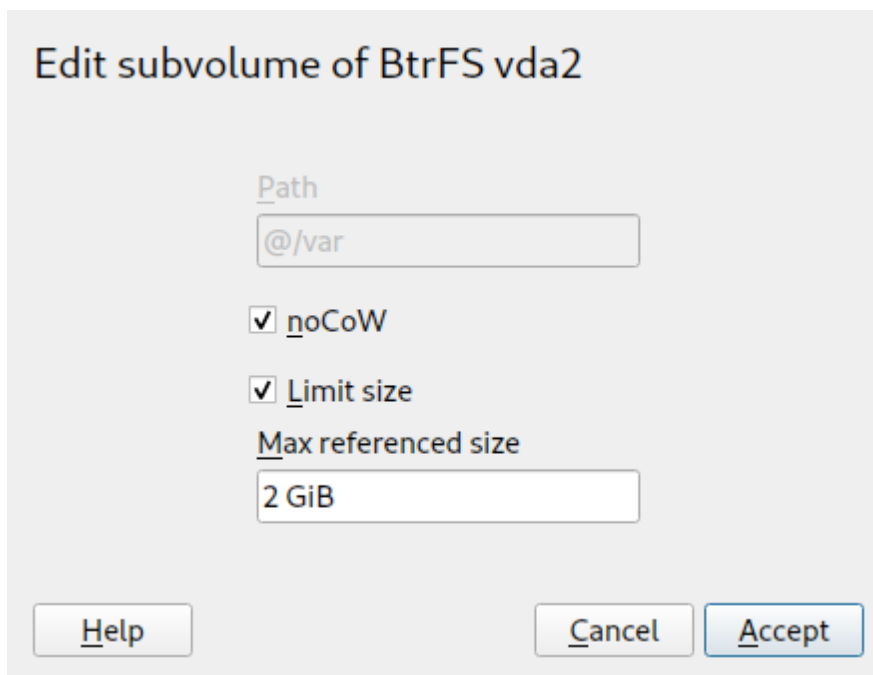 Edit subvolume of BtrFS vda2
Path
@/var
noCoW
Limit size
Max referenced size
2 GiB
Help Cancel Accept